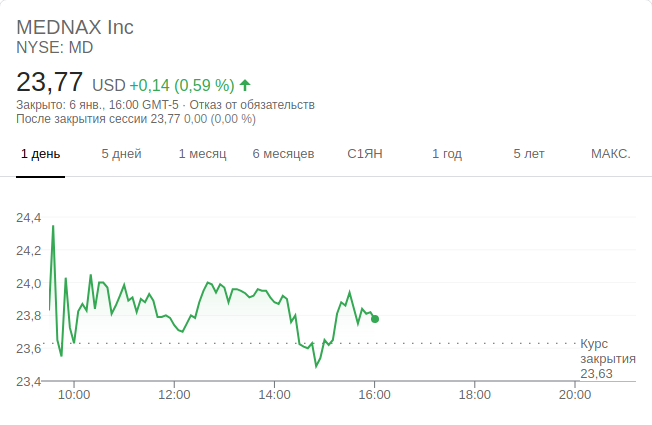 MEDNAX Inc
NYSE: MD
23,77 USD +0,14 (0,59 %)
Закрыто: 6 янв., 16:00 GMT-5 · Отказ от обязательств
После закрытия сессии 23,77 0,00 (0,00 %)
1 день 5 дней 1 месяц 6 месяцев С1ЯН 1 год 5 лет МАКС.
24,4
24,2
24,0
23,8
23,6
23,4
Курс
закрытия
23,63
10:00 12:00 14:00 16:00 18:00 20:00